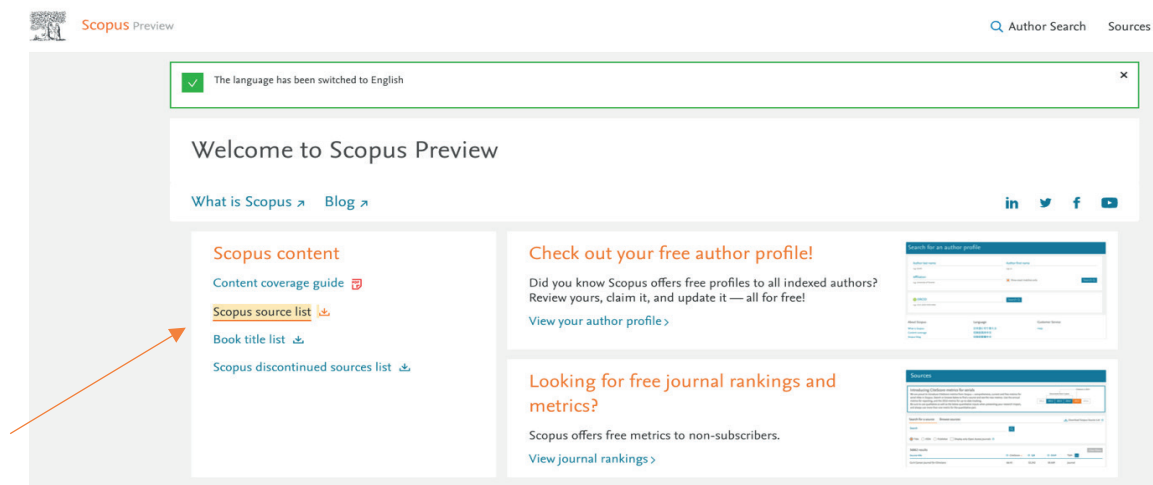 Scopus Preview
Author Search Sources
The language has been switched to English
Welcome to Scopus Preview
What is Scopus Blog
Scopus content
Content coverage guide
Scopus source list
Book title list
Scopus discontinued sources list
Check out your free author profile!
Did you know Scopus offers free profiles to all indexed authors?
Review yours, claim it, and update it — all for free!
View your author profile
Search for an author profile
Looking for free journal rankings and
metrics?
Scopus offers free metrics to non-subscribers.
View journal rankings
Sources